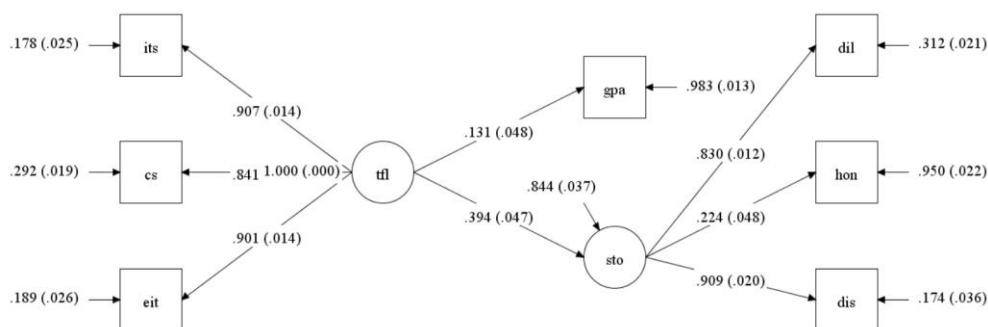 .178 (.025)
its
dil
.312 (.021)
gpa
.983 (.013)
.907 (.014)
.131 (.048)
.830 (.012)
.292 (.019)
cs
.841
1.000 (.000)
tfl
hon
.950 (.022)
.844 (.037)
.394 (.047)
.224 (.048)
.901 (.014)
sto
.909 (.020)
.189 (.026)
eit
dis
.174 (.036)